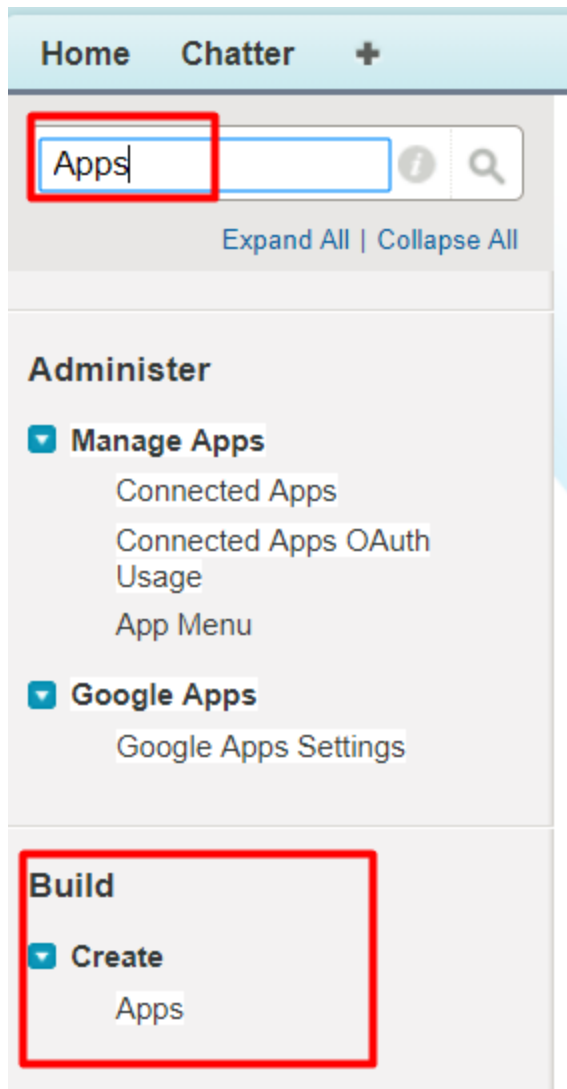 Home Chatter
Apps
Expand All | Collapse All
Administer
Manage Apps
Connected Apps
Connected Apps OAuth
Usage
App Menu
Google Apps
Google Apps Settings
Build
Create
Apps